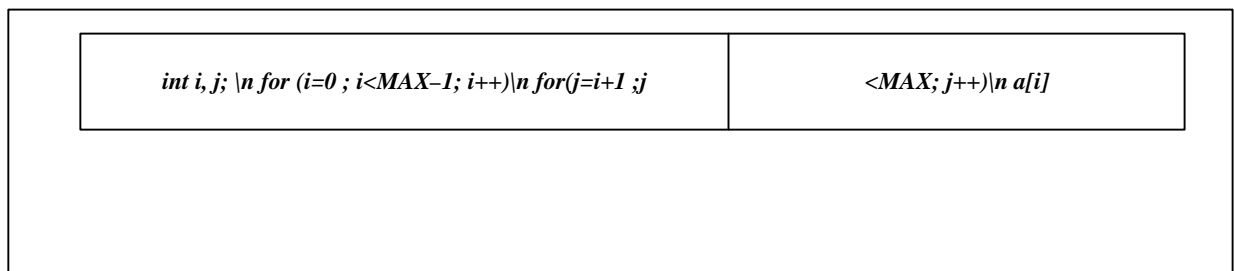 int i, j; \n for (i=0 ; i<MAX–1; i++)\n for(j=i+1 ;j <MAX; j++)\n a[i]